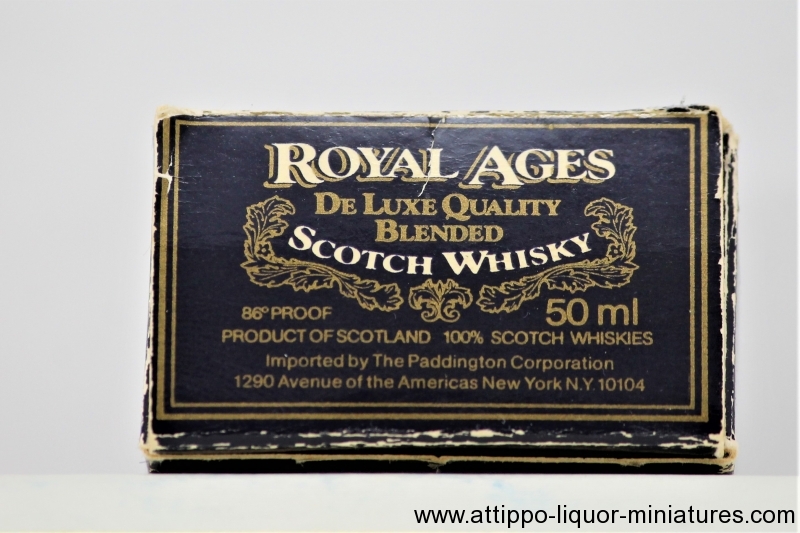 ROYAL AGES
DE LUXE QUALITY
BLENDED
SCOTCH WHISKY
86° PROOF 50 ml
PRODUCT OF SCOTLAND 100% SCOTCH WHISKIES
Imported by The Paddington Corporation
1290 Avenue of the Americas New York N.Y. 10104
www.attippo-liquor-miniatures.com